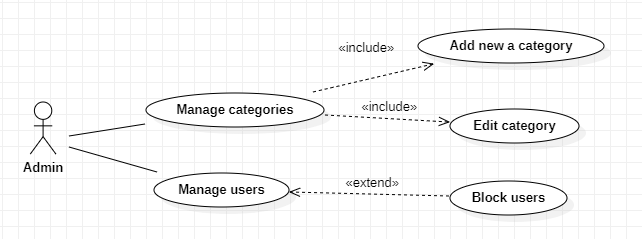 «include»
Add new a category
Manage categories
«include»
Edit category
Admin
Manage users
«extend»
Block users